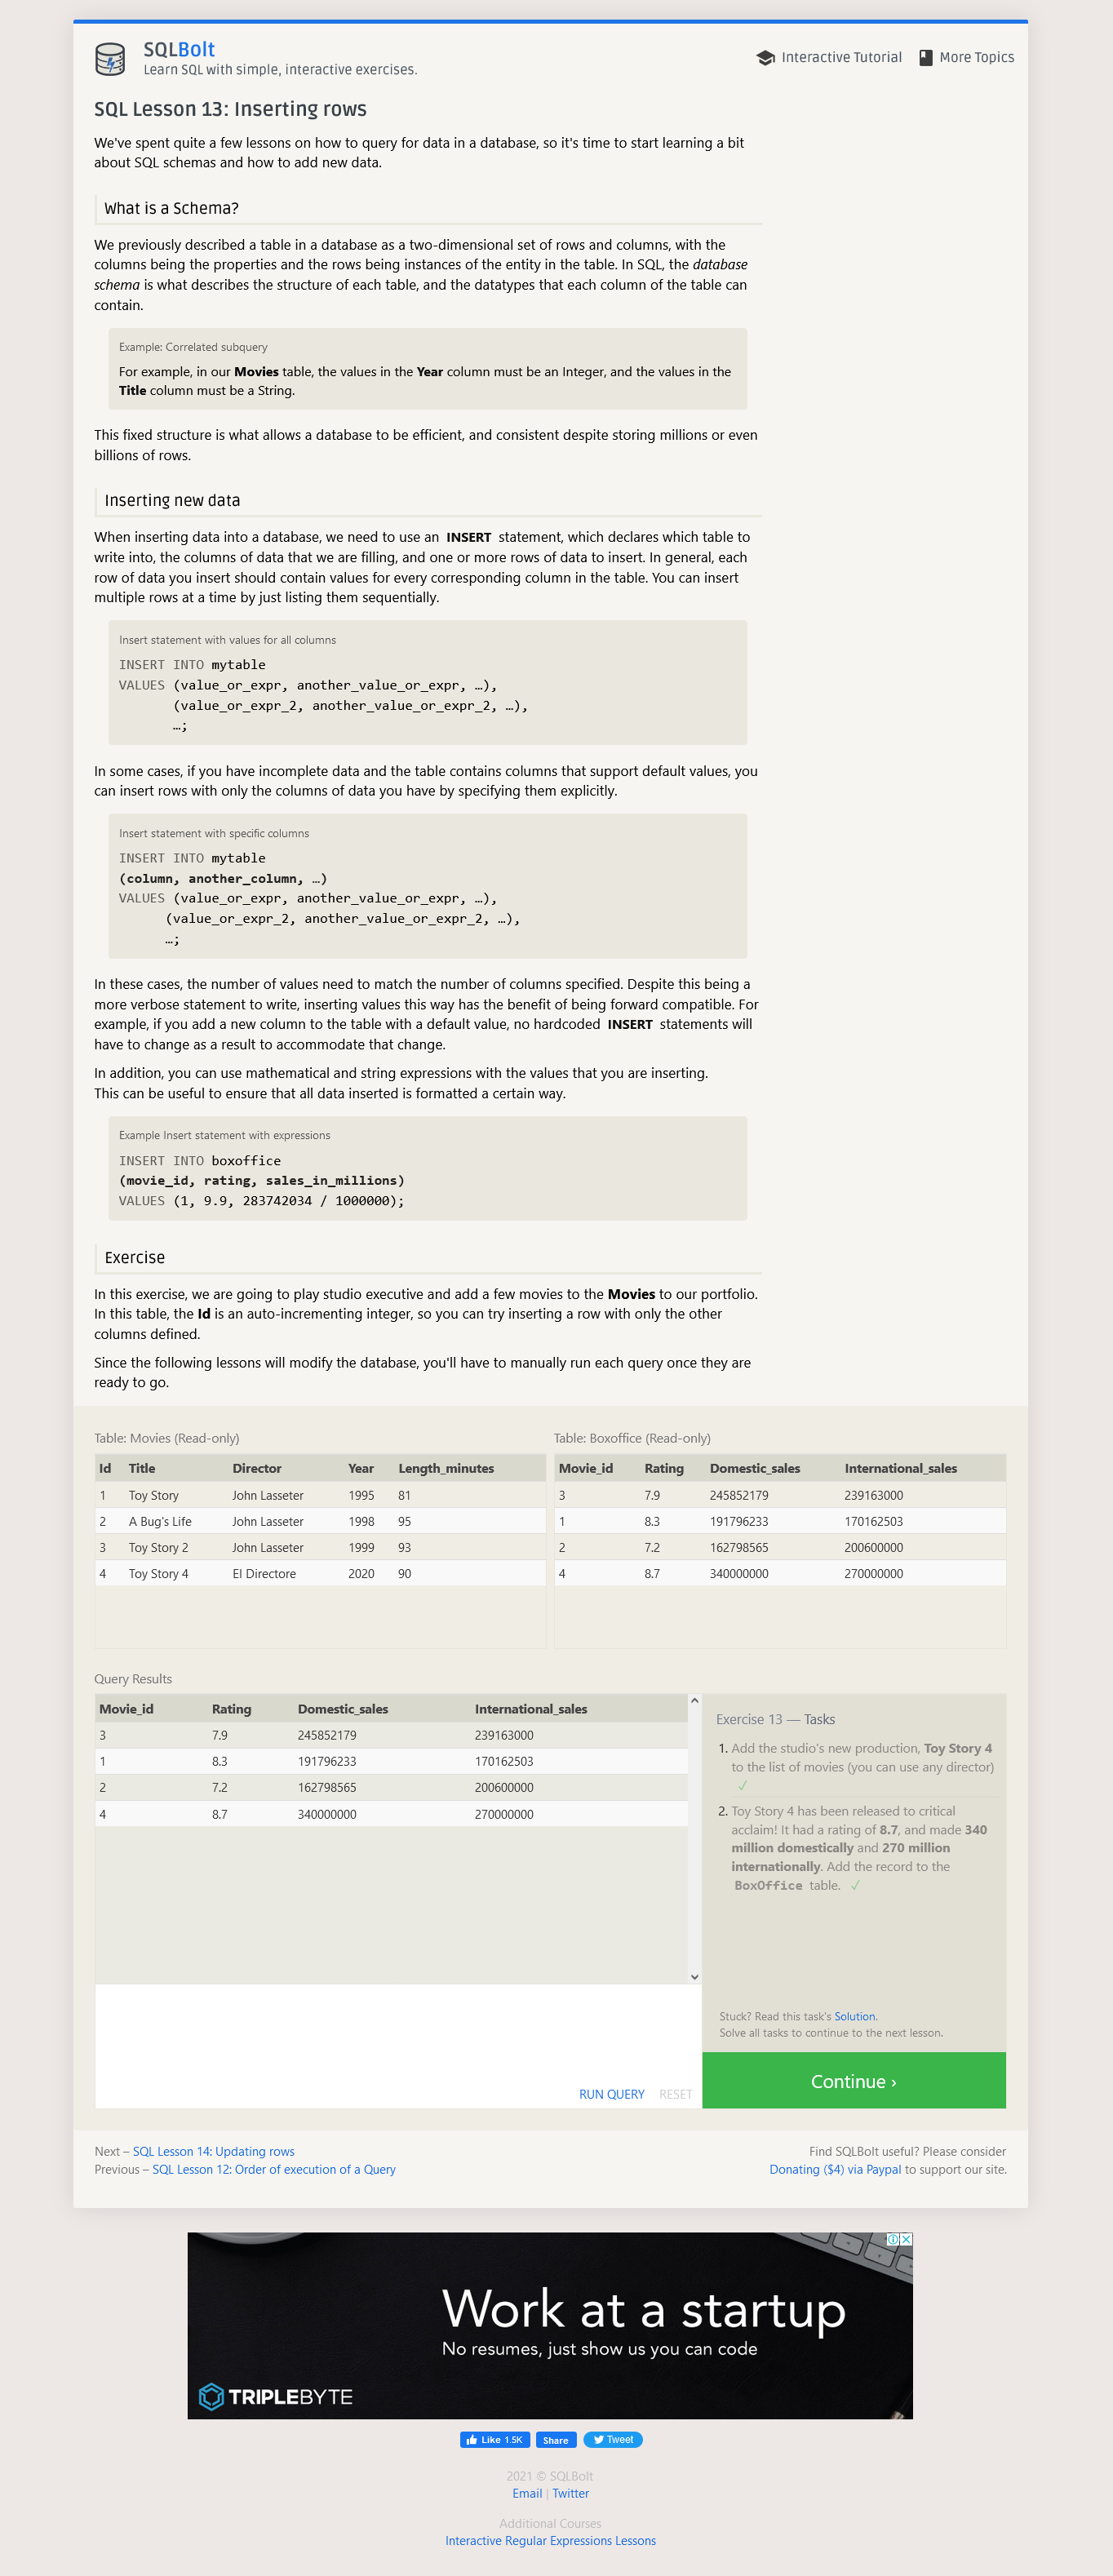 SQLBolt
Learn SQL with simple, interactive exercises.
Interactive Tutorial
More Topics
SQL Lesson 13: Inserting rows
We've spent quite a few lessons on how to query for data in a database, so it's time to start learning a bit
about SQL schemas and how to add new data.
What is a Schema?
We previously described a table in a database as a two-dimensional set of rows and columns, with the
columns being the properties and the rows being instances of the entity in the table. In SQL, the database
schema is what describes the structure of each table, and the datatypes that each column of the table can
contain.
Example: Correlated subquery
For example, in our Movies table, the values in the Year column must be an Integer, and the values in the
Title column must be a String.
This fixed structure is what allows a database to be efficient, and consistent despite storing millions or even
billions of rows.
Inserting new data
When inserting data into a database, we need to use an INSERT statement, which declares which table to
write into, the columns of data that we are filling, and one or more rows of data to insert. In general, each
row of data you insert should contain values for every corresponding column in the table. You can insert
multiple rows at a time by just listing them sequentially.
Insert statement with values for all columns
INSERT INTO mytable
VALUES (value_or_expr, another_value_or_expr, …),
(value_or_expr_2, another_value_or_expr_2, …),
…;
In some cases, if you have incomplete data and the table contains columns that support default values, you
can insert rows with only the columns of data you have by specifying them explicitly.
Insert statement with specific columns
INSERT INTO mytable
(column, another_column, …)
VALUES (value_or_expr, another_value_or_expr, …),
(value_or_expr_2, another_value_or_expr_2, …),
…;
In these cases, the number of values need to match the number of columns specified. Despite this being a
more verbose statement to write, inserting values this way has the benefit of being forward compatible. For
example, if you add a new column to the table with a default value, no hardcoded INSERT statements will
have to change as a result to accommodate that change.
In addition, you can use mathematical and string expressions with the values that you are inserting.
This can be useful to ensure that all data inserted is formatted a certain way.
Example Insert statement with expressions
INSERT INTO boxoffice
(movie_id, rating, sales_in_millions)
VALUES (1, 9.9, 283742034 / 1000000);
Exercise
In this exercise, we are going to play studio executive and add a few movies to the Movies to our portfolio.
In this table, the Id is an auto-incrementing integer, so you can try inserting a row with only the other
columns defined.
Since the following lessons will modify the database, you'll have to manually run each query once they are
ready to go.
Table: Movies (Read-only)
Id Title Director Year Length_minutes
1 Toy Story John Lasseter 1995 81
2 A Bug's Life John Lasseter 1998 95
3 Toy Story 2 John Lasseter 1999 93
4 Toy Story 4 El Directore 2020 90
Table: Boxoffice (Read-only)
Movie_id Rating Domestic_sales International_sales
3 7.9 245852179 239163000
1 8.3 191796233 170162503
2 7.2 162798565 200600000
4 8.7 340000000 270000000
Query Results
Movie_id Rating Domestic_sales International_sales
3 7.9 245852179 239163000
1 8.3 191796233 170162503
2 7.2 162798565 200600000
4 8.7 340000000 270000000
RUN QUERY RESET
Exercise 13 — Tasks
1. Add the studio's new production, Toy Story 4
to the list of movies (you can use any director)
✓
2. Toy Story 4 has been released to critical
acclaim! It had a rating of 8.7, and made 340
million domestically and 270 million
internationally. Add the record to the
BoxOffice table. ✓
Stuck? Read this task's Solution.
Solve all tasks to continue to the next lesson.
Continue ›
Next – SQL Lesson 14: Updating rows
Previous – SQL Lesson 12: Order of execution of a Query
Find SQLBolt useful? Please consider
Donating ($4) via Paypal to support our site.
Work at a startup
No resumes, just show us you can code
TRIPLEBYTE
Like 1.5K Share Tweet
2021 © SQLBolt
Email | Twitter
Additional Courses
Interactive Regular Expressions Lessons